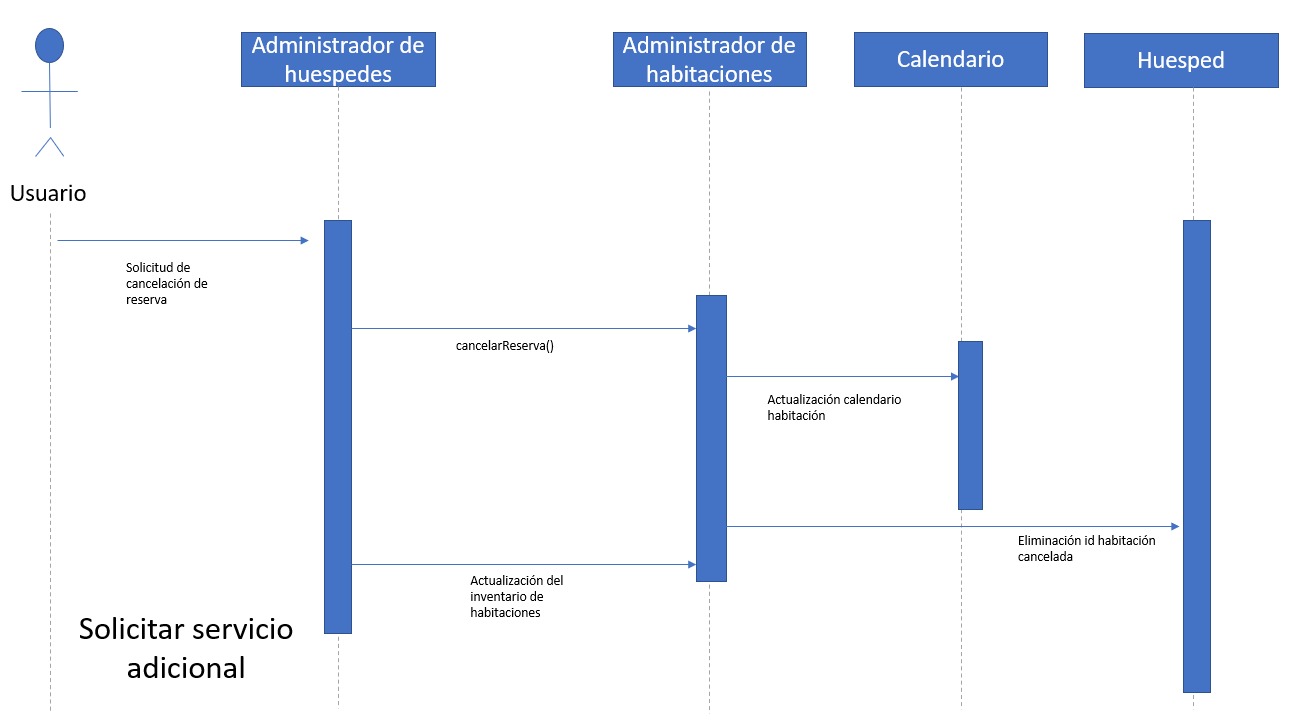 Administrador de
huespedes
Administrador de
habitaciones
Calendario
Huesped
Usuario
Solicitud de
cancelación de
reserva
cancelarReserva()
Actualización calendario
habitación
Eliminación id habitación
cancelada
Actualización del
inventario de
habitaciones
Solicitar servicio
adicional